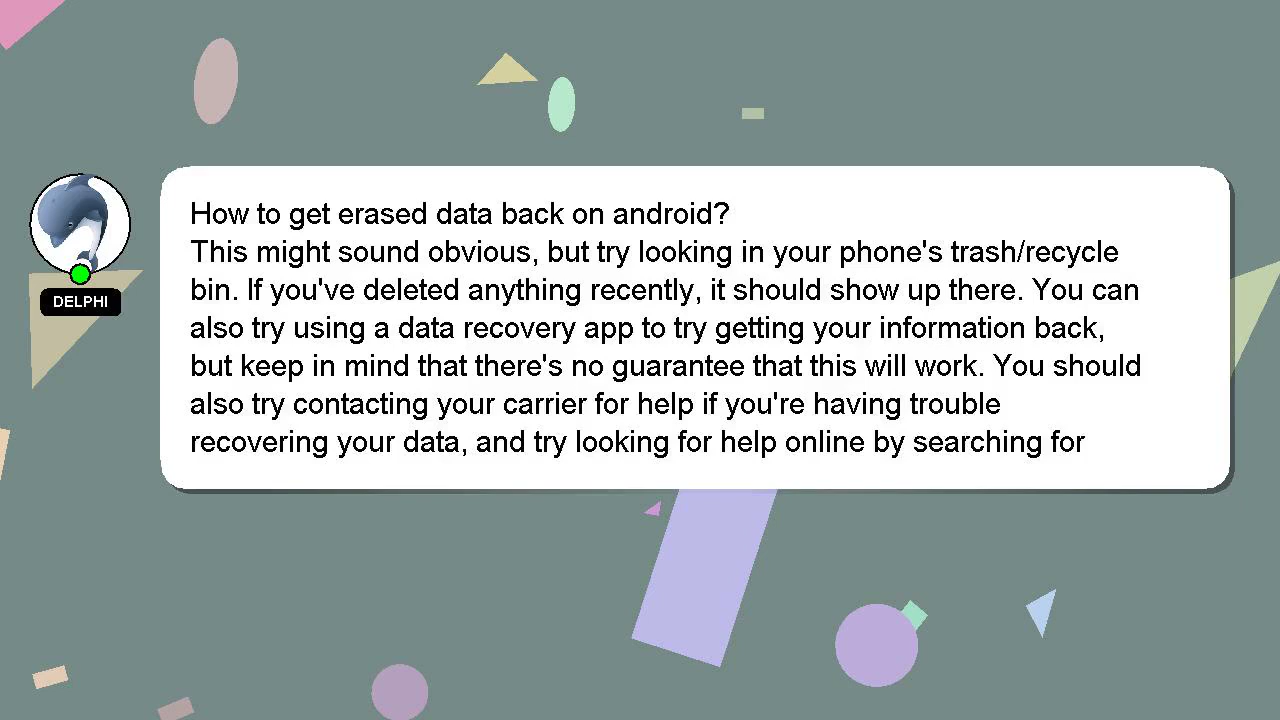 How to get erased data back on android?
This might sound obvious, but try looking in your phone's trash/recycle
bin. If you've deleted anything recently, it should show up there. You can
also try using a data recovery app to try getting your information back,
but keep in mind that there's no guarantee that this will work. You should
also try contacting your carrier for help if you're having trouble
recovering your data, and try looking for help online by searching for
DELPHI